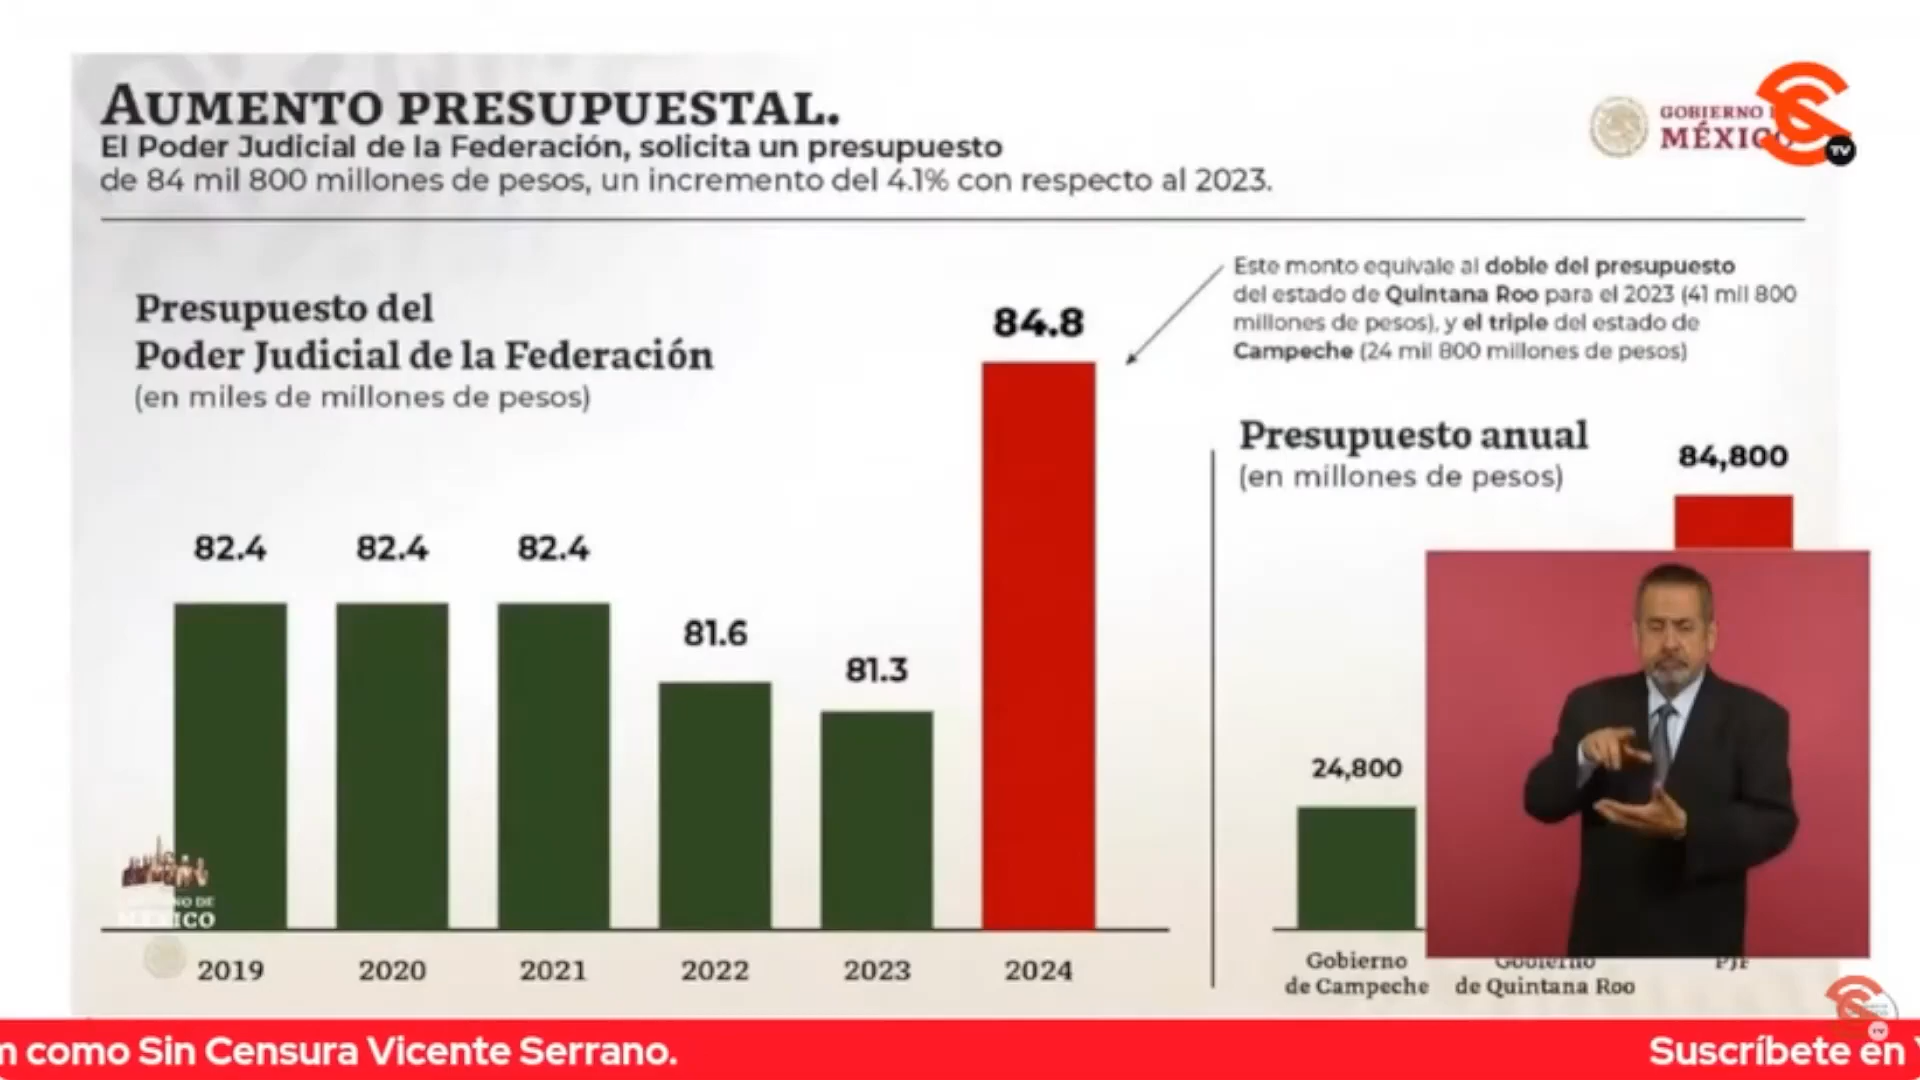 AUMENTO PRESUPUESTAL.
El Poder Judicial de la Federación, solicita un presupuesto
de 84 mil 800 millones de pesos, un incremento del 4.1% con respecto al 2023.
GOBIERNO
MÉXICO
TV
Este monto equivale al doble del presupuesto
del estado de Quintana Roo para el 2023 (41 mil 800
millones de pesos), y el triple del estado de
Campeche (24 mil 800 millones de pesos)
Presupuesto del
Poder Judicial de la Federación
(en miles de millones de pesos)
84.8
82.4
82.4
82.4
81.6
81.3
2019
2020
2021
2022
2023
2024
Presupuesto anual
(en millones de pesos)
84,800
24,800
Gobierno
de Campeche
Gobierno
de Quintana Roo
PJF
NO DE
MÉXICO
TV
m como Sin Censura Vicente Serrano.
Suscríbete en